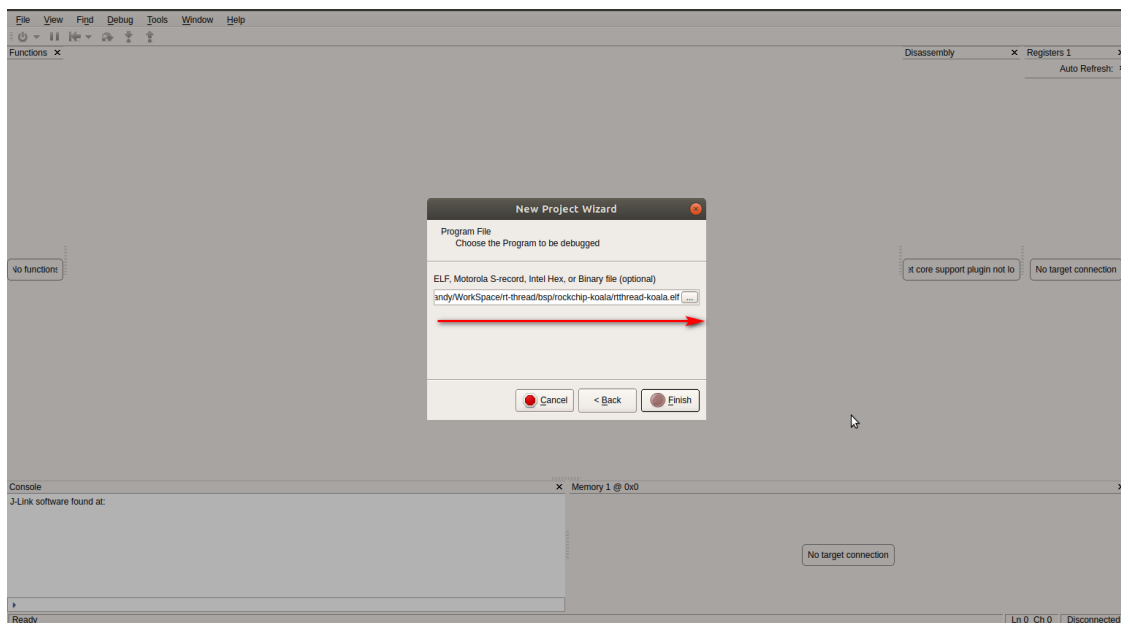 File View Find Debug Tools Window Help
Functions
Disassembly
Registers 1
Auto Refresh:
New Project Wizard
Program File
Choose the Program to be debugged
ELF, Motorola S-record, Intel Hex, or Binary file (optional)
andy/WorkSpace/rt-thread/bsp/rockchip-koala/rtthread-koala.elf ...
No functions
et core support plugin not lo
No target connection
Cancel < Back Finish
Console
J-Link software found at:
Memory 1 @ 0x0
No target connection
Ready
Ln 0 Ch 0 Disconnected